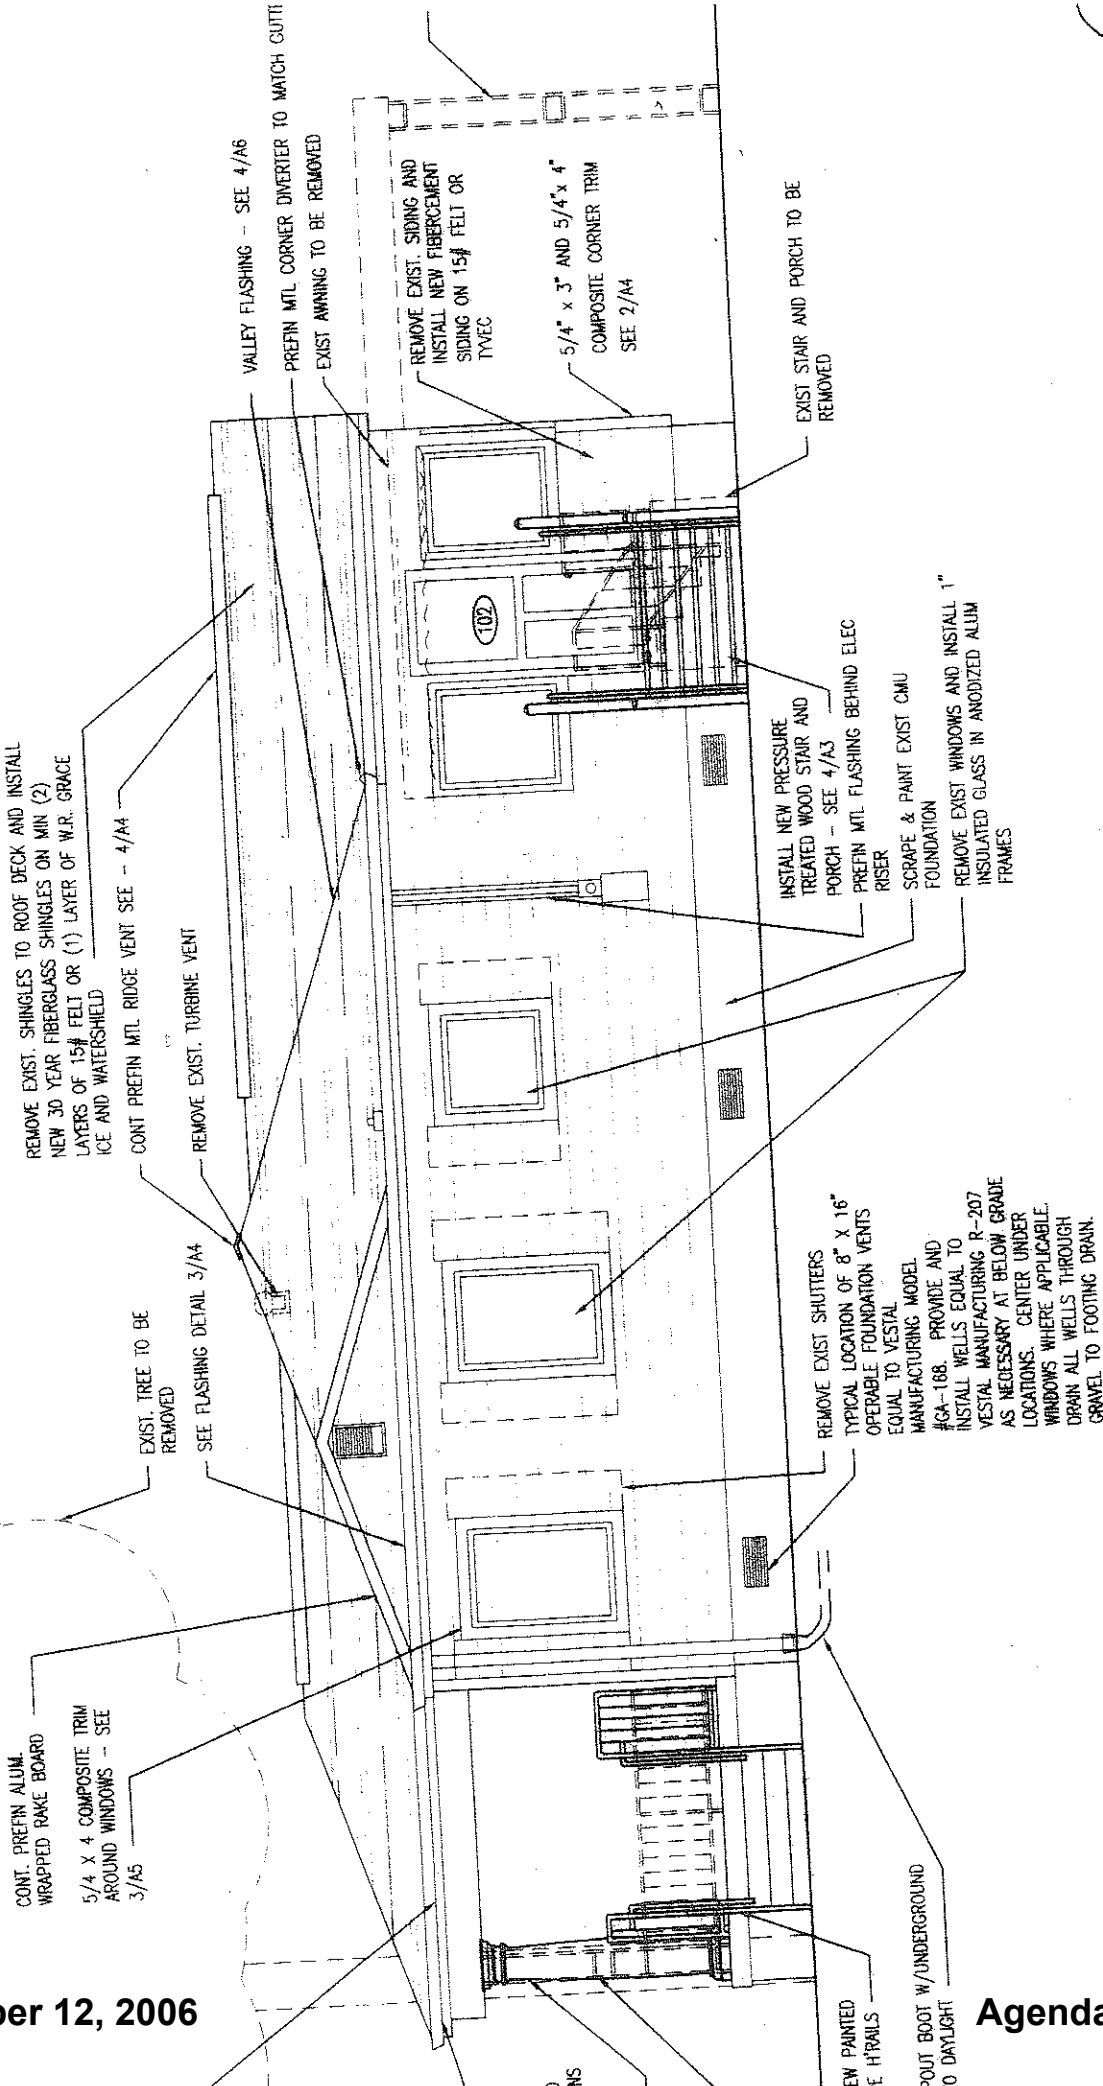 CONT. PREFIN ALUM.
WRAPPED RAKE BOARD
5/4 X 4 COMPOSITE TRIM
AROUND WINDOWS - SEE
3/A5
EXIST. TREE TO BE
REMOVED
SEE FLASHING DETAIL 3/A4
REMOVE EXIST. SHINGLES TO ROOF DECK AND INSTALL
NEW 30 YEAR FIBERGLASS SHINGLES ON MIN (2)
LAYERS OF 15# FELT OR (1) LAYER OF W.R. GRACE
ICE AND WATERSHIELD
CONT PREFIN MTL RIDGE VENT SEE - 4/A4
REMOVE EXIST. TURBINE VENT
VALLEY FLASHING - SEE 4/A6
PREFIN MTL CORNER DIVERTER TO MATCH GUTT
EXIST AWNING TO BE REMOVED
REMOVE EXIST. SIDING AND
INSTALL NEW FIBERCEMENT
SIDING ON 15# FELT OR
TYVEC
5/4" x 3" AND 5/4"x 4"
COMPOSITE CORNER TRIM
SEE 2/A4
EXIST STAIR AND PORCH TO BE
REMOVED
102
INSTALL NEW PRESSURE
TREATED WOOD STAIR AND
PORCH - SEE 4/A3
PREFIN MTL FLASHING BEHIND ELEC
RISER
SCRAPE & PAINT EXIST CMU
FOUNDATION
REMOVE EXIST WINDOWS AND INSTALL 1"
INSULATED GLASS IN ANODIZED ALUM
FRAMES
REMOVE EXIST SHUTTERS
TYPICAL LOCATION OF 8" X 16"
OPERABLE FOUNDATION VENTS
EQUAL TO VESTAL
MANUFACTURING MODEL
#GA-168. PROVIDE AND
INSTALL WELLS EQUAL TO
VESTAL MANUFACTURING R-207
AS NECESSARY AT BELOW GRADE
LOCATIONS. CENTER UNDER
WINDOWS WHERE APPLICABLE.
DRAIN ALL WELLS THROUGH
GRAVEL TO FOOTING DRAIN.
EW PAINTED
E H'RAILS
POUT BOOT W/UNDERGROUND
O DAYLIGHT
NS
ber 12, 2006
Agenda